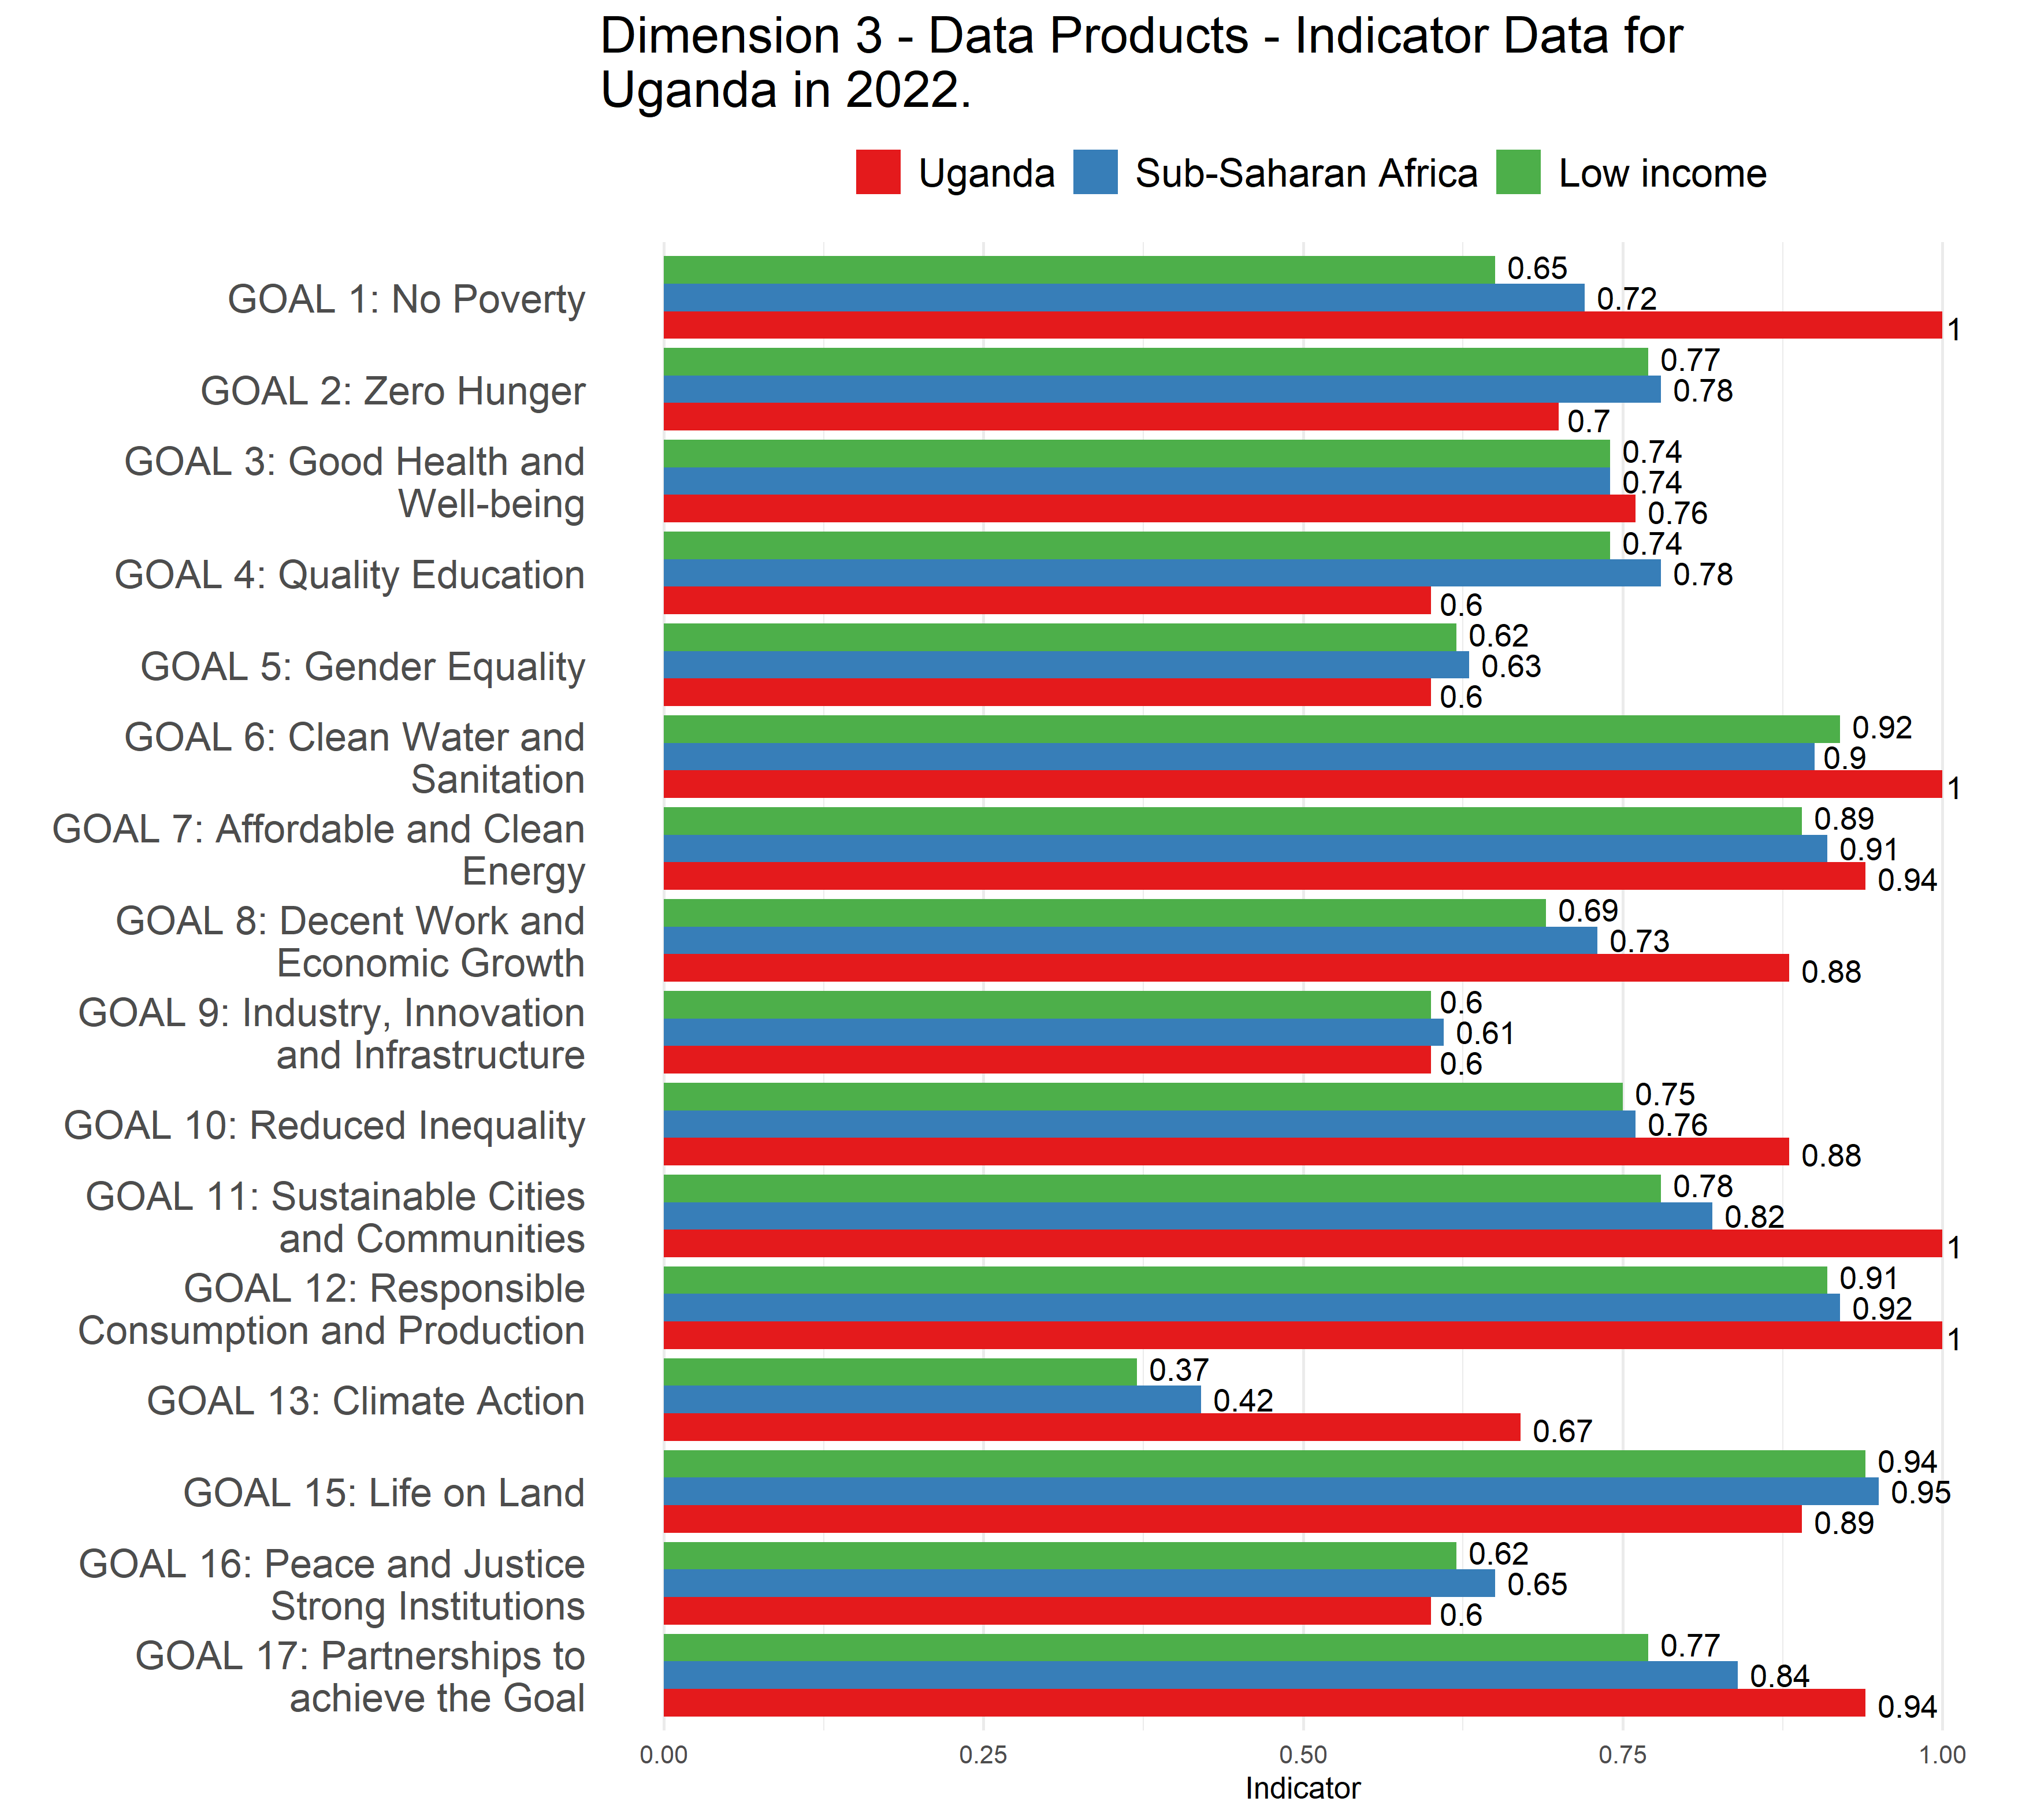 Dimension 3 - Data Products - Indicator Data for
Uganda in 2022.
Uganda
Sub-Saharan Africa
Low income
GOAL 1: No Poverty
0.65
0.72
1
GOAL 2: Zero Hunger
0.77
0.78
0.7
GOAL 3: Good Health and
Well-being
0.74
0.74
0.76
GOAL 4: Quality Education
0.74
0.78
0.6
GOAL 5: Gender Equality
0.62
0.63
0.6
GOAL 6: Clean Water and
Sanitation
0.92
0.9
1
GOAL 7: Affordable and Clean
Energy
0.89
0.91
0.94
GOAL 8: Decent Work and
Economic Growth
0.69
0.73
0.88
GOAL 9: Industry, Innovation
and Infrastructure
0.6
0.61
0.6
GOAL 10: Reduced Inequality
0.75
0.76
0.88
GOAL 11: Sustainable Cities
and Communities
0.78
0.82
1
GOAL 12: Responsible
Consumption and Production
0.91
0.92
1
GOAL 13: Climate Action
0.37
0.42
0.67
GOAL 15: Life on Land
0.94
0.95
0.89
GOAL 16: Peace and Justice
Strong Institutions
0.62
0.65
0.6
GOAL 17: Partnerships to
achieve the Goal
0.77
0.84
0.94
0.00
0.25
0.50
0.75
1.00
Indicator